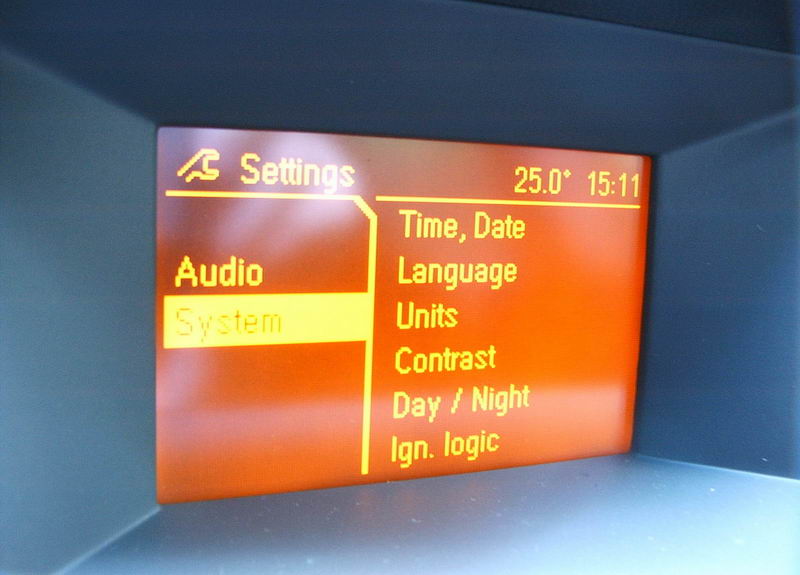 Settings
25.0° 15:11
Audio
System
Time, Date
Language
Units
Contrast
Day / Night
Ign. logic